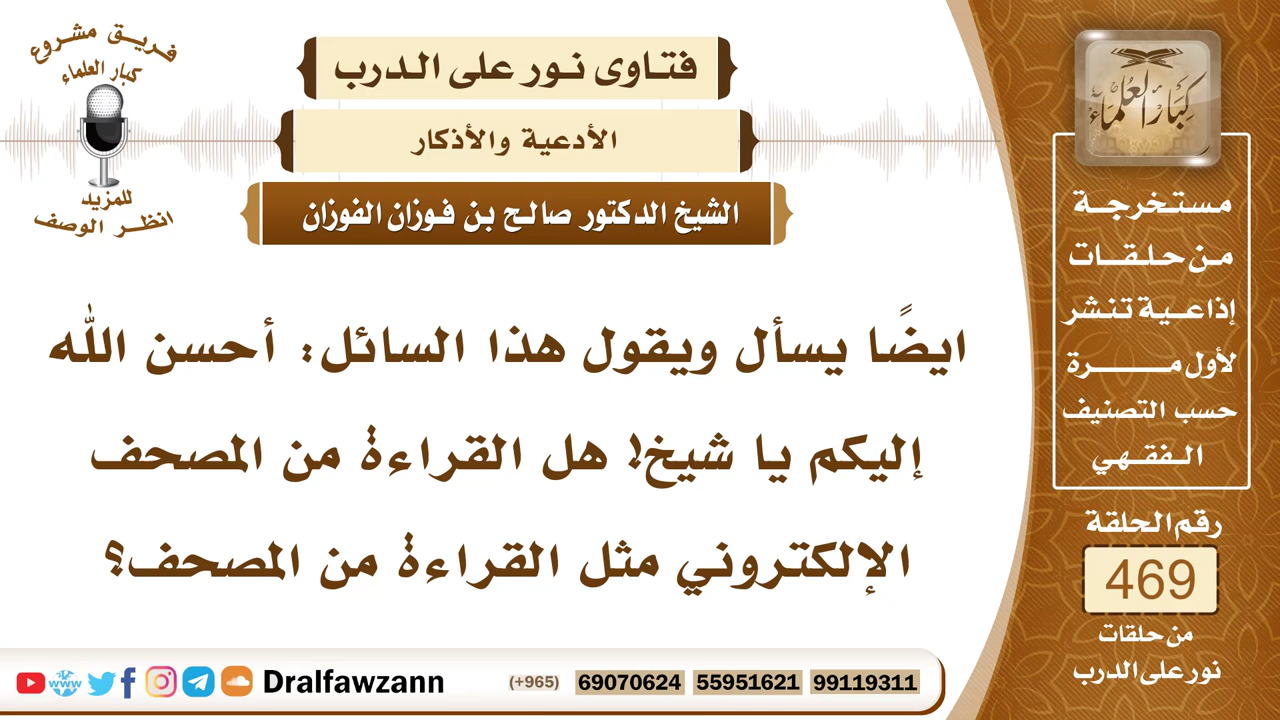 فريق مشروع
كبار العلماء
للمزيد
انظر الوصف
فتاوى نور على الدرب
الأدعية والأذكار
الشيخ الدكتور صالح بن فوزان الفوزان
ايضًا يسأل ويقول هذا السائل: أحسن الله
إليكم يا شيخ! هل القراءة من المصحف
الإلكتروني مثل القراءة من المصحف؟
كبار العلماء
مستخرجة
من حلقات
إذاعية تنشر
لأول مرة
حسب التصنيف
الفقهي
رقم الحلقة
469
من حلقات
نور على الدرب
www
Dralfawzann
(+965) 69070624 55951621 99119311